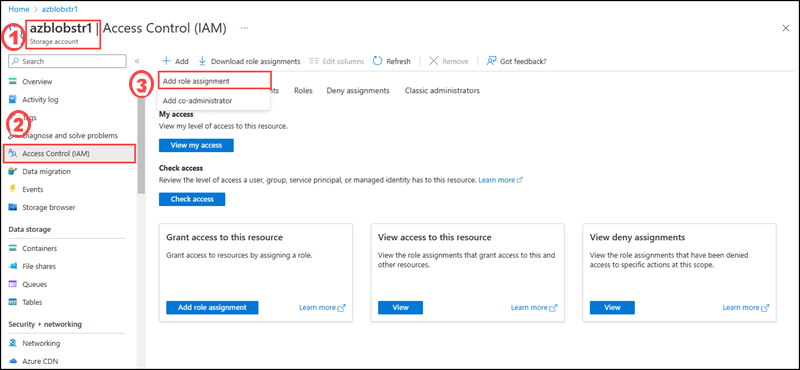 Home > azblobstr1 >
1
azblobstr1 | Access Control (IAM) ...
Storage account
Search
Add
Download role assignments
Edit columns
Refresh
Remove
Got feedback?
Overview
Activity log
Tags
2
Diagnose and solve problems
Access Control (IAM)
Data migration
Events
Storage browser
Data storage
Containers
File shares
Queues
Tables
Security + networking
Networking
Azure CDN
3
Add role assignment
Add co-administrator
Roles
Deny assignments
Classic administrators
My access
View my level of access to this resource.
View my access
Check access
Review the level of access a user, group, service principal, or managed identity has to this resource. Learn more
Check access
Grant access to this resource
Grant access to resources by assigning a role.
Add role assignment
Learn more
View access to this resource
View the role assignments that grant access to this and
other resources.
View
Learn more
View deny assignments
View the role assignments that have been denied
access to specific actions at this scope.
View
Learn more